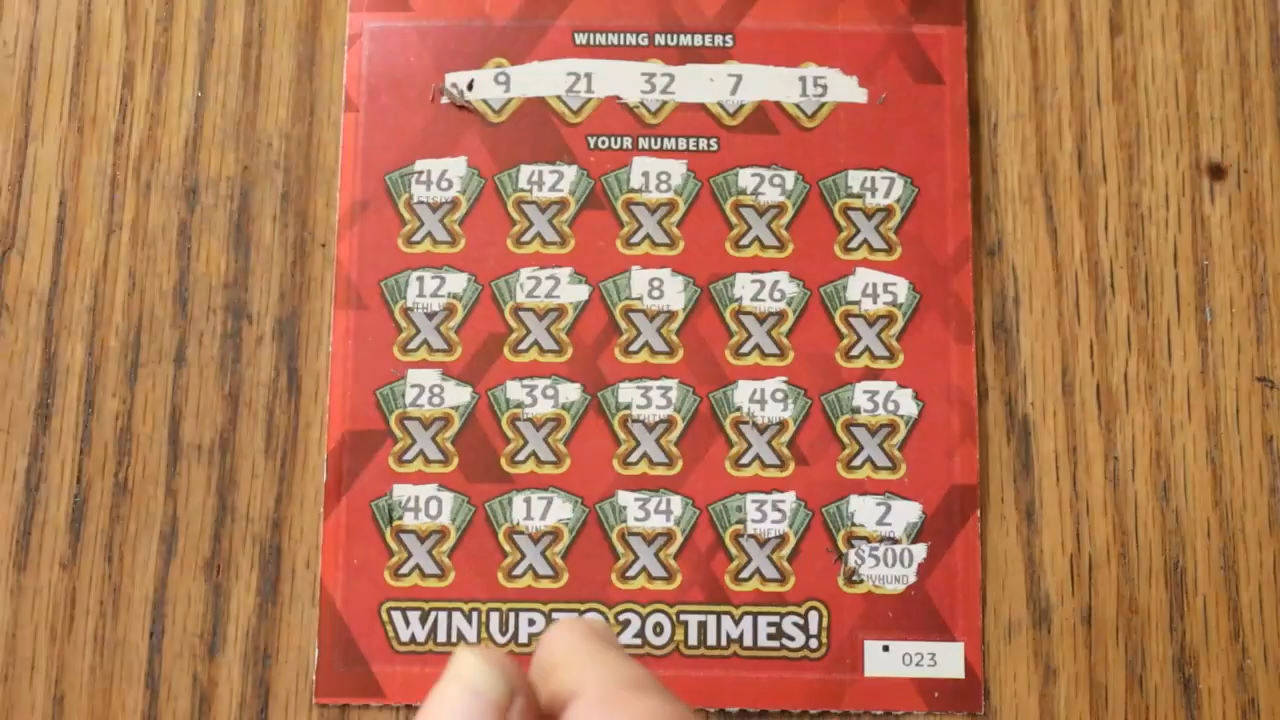 WINNING NUMBERS
9 21 32 7 15
YOUR NUMBERS
46 42 18 29 47
X X X X X
12 22 8 26 45
X X X X X
28 39 33 49 36
X X X X X
40 17 34 35 2
X X X X $500
WIN UP TO 20 TIMES!
023